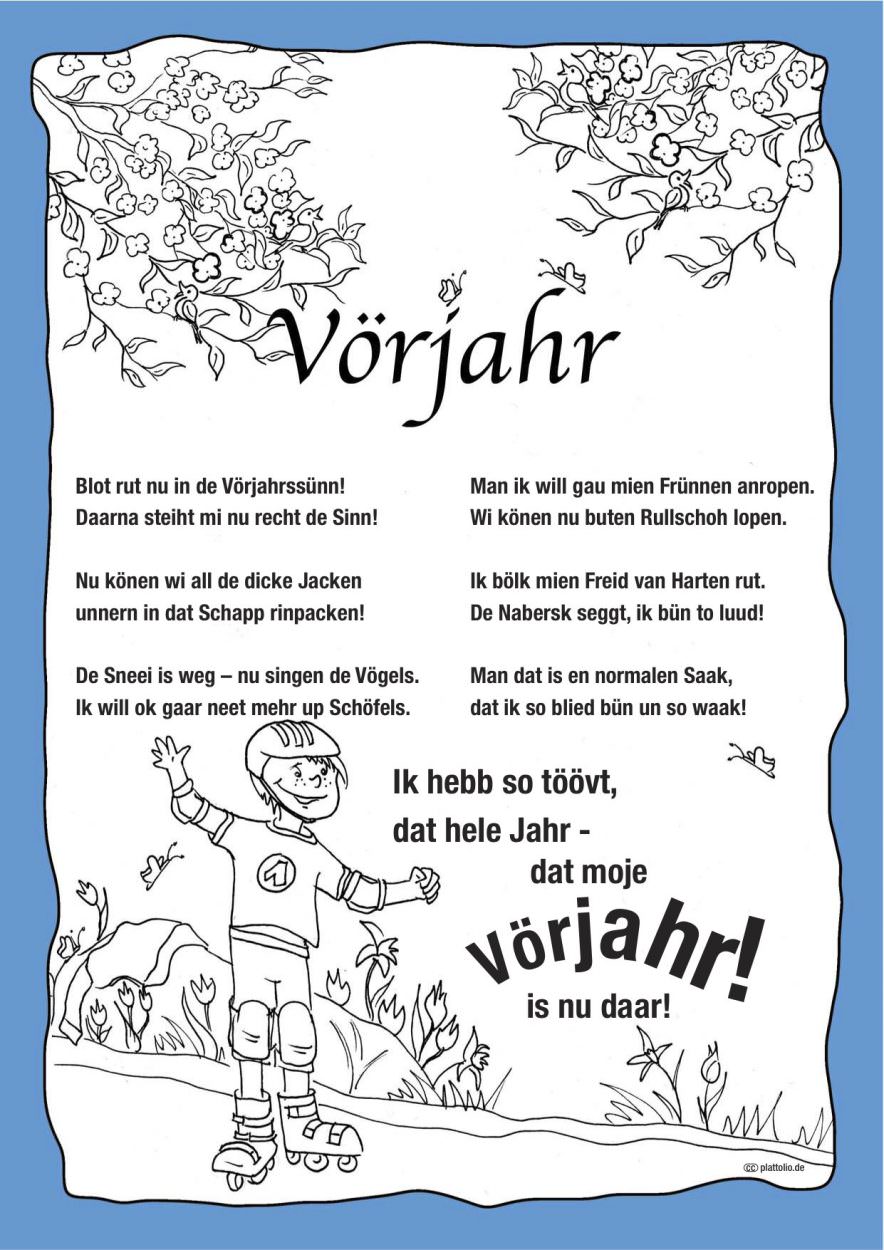 Vörjahr
Blot rut nu in de Vörjahrssünn!
Daarna steiht mi nu recht de Sinn!
Nu könen wi all de dicke Jacken
unnern in dat Schapp rinpacken!
De Sneei is weg – nu singen de Vögels.
Ik will ok gaar neet mehr up Schöfels.
Man ik will gau mien Frünnen anropen.
Wi könen nu buten Rullschoh lopen.
Ik bölk mien Freid van Harten rut.
De Nabersk seggt, ik bün to luud!
Man dat is en normalen Saak,
dat ik so blied bün un so waak!
Ik hebb so töövt,
dat hele Jahr -
dat moje
Vörjahr!
is nu daar!
1
cc plattolio.de